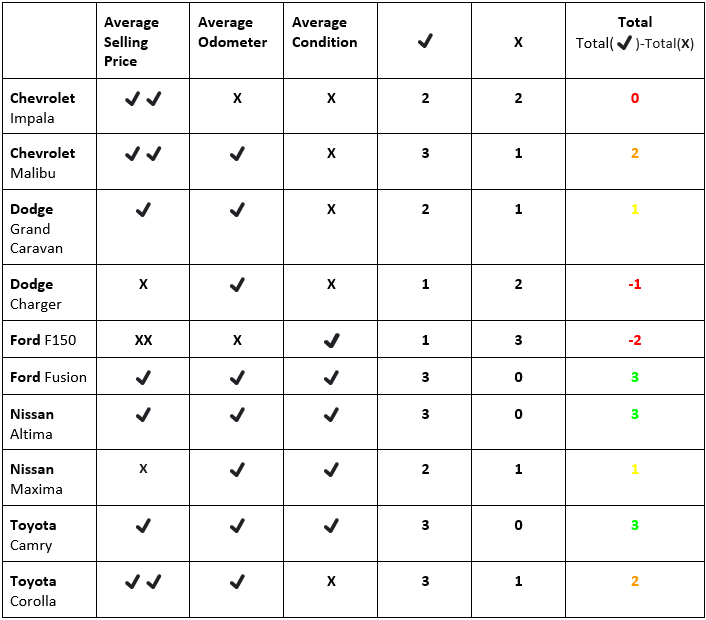 Average Selling Price Average Odometer Average Condition ✔ X Total Total(✔)-Total(X)
Chevrolet Impala ✔✔ X X 2 2 0
Chevrolet Malibu ✔✔ ✔ X 3 1 2
Dodge Grand Caravan ✔ ✔ X 2 1 1
Dodge Charger X ✔ X 1 2 -1
Ford F150 XX X ✔ 1 3 -2
Ford Fusion ✔ ✔ ✔ 3 0 3
Nissan Altima ✔ ✔ ✔ 3 0 3
Nissan Maxima X ✔ ✔ 2 1 1
Toyota Camry ✔ ✔ ✔ 3 0 3
Toyota Corolla ✔✔ ✔ X 3 1 2